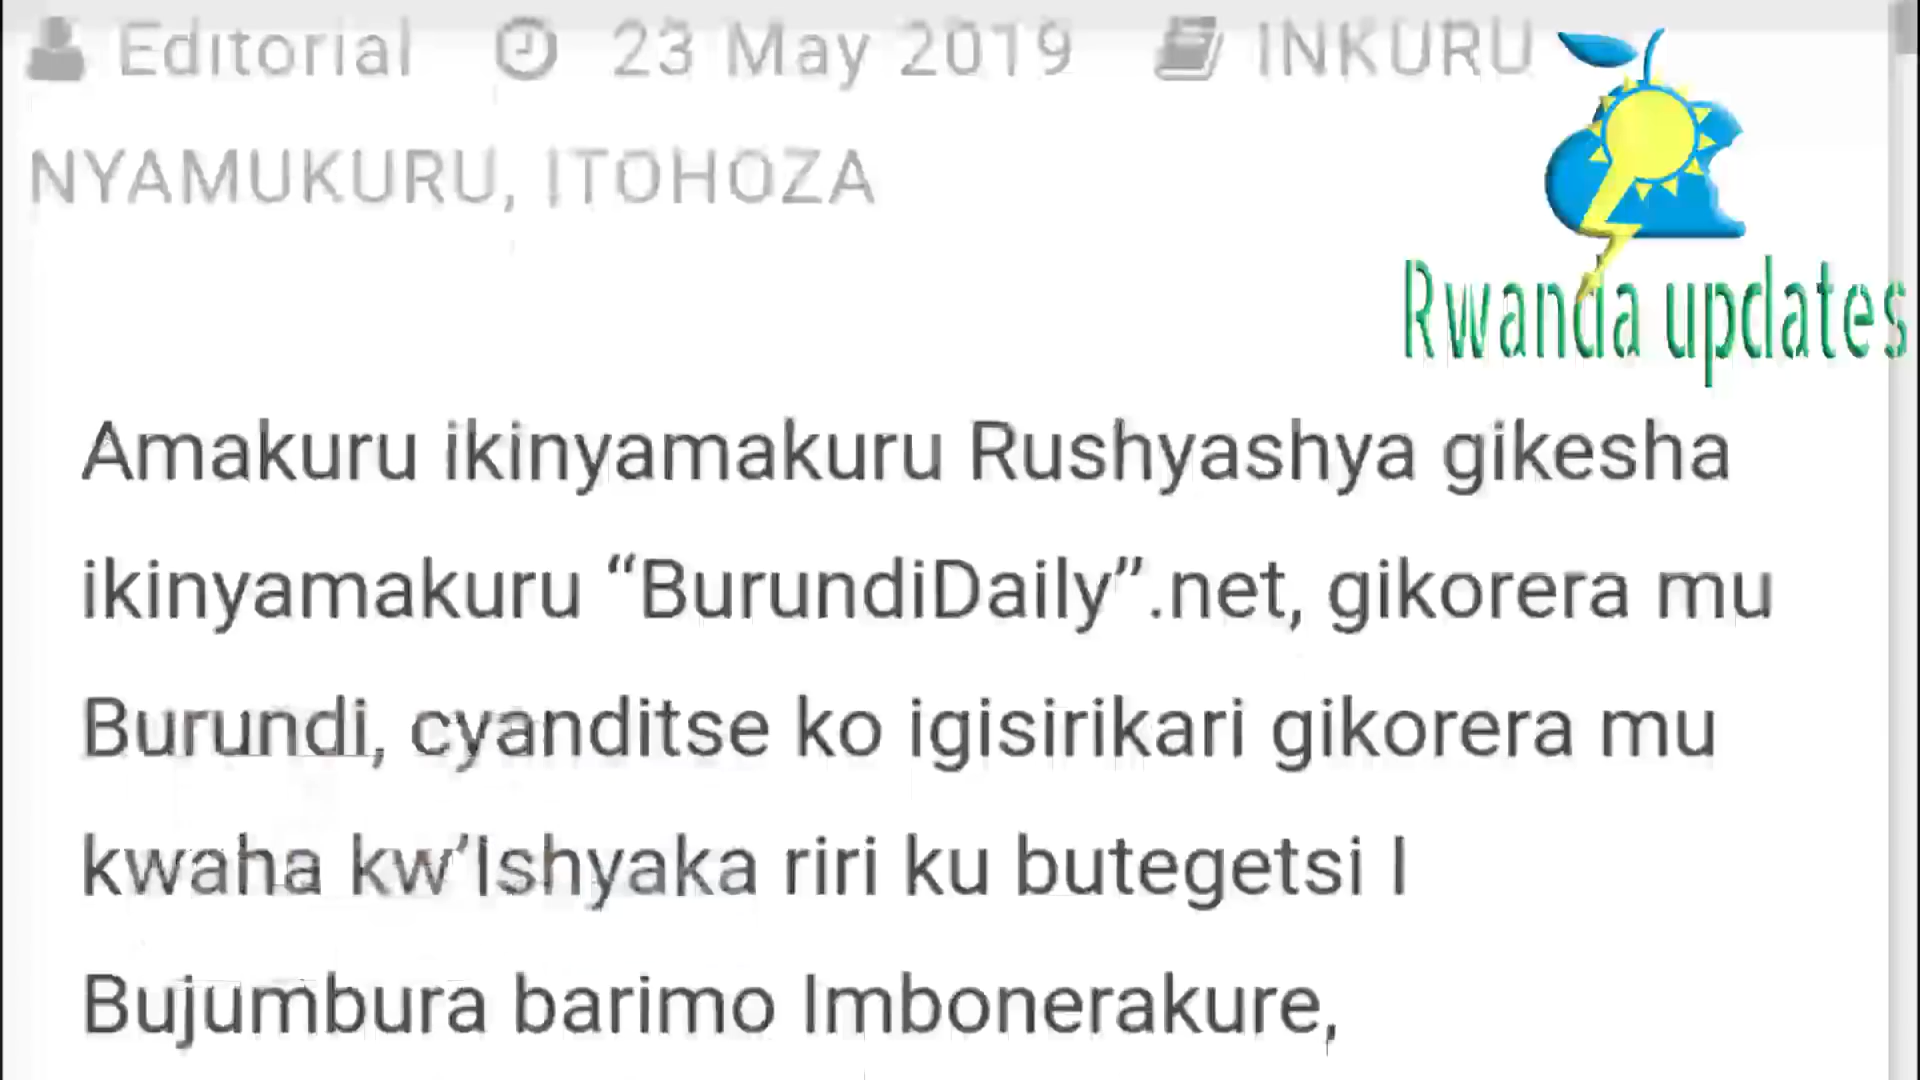 Editorial 23 May 2019 INKURU
NYAMUKURU, ITOHOZA
Rwanda updates
Amakuru ikinyamakuru Rushyashya gikesha
ikinyamakuru “BurundiDaily”.net, gikorera mu
Burundi, cyanditse ko igisirikari gikorera mu
kwaha kw’Ishyaka riri ku butegetsi I
Bujumbura barimo Imbonerakure,